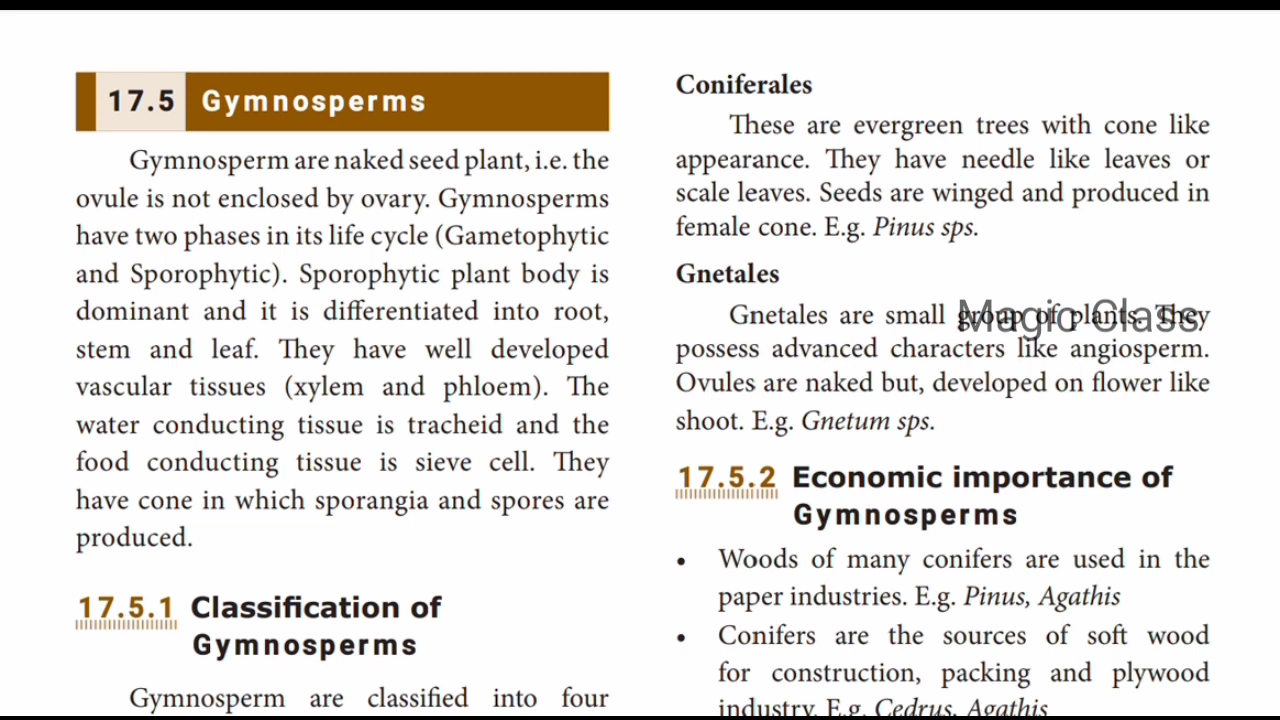 17.5 Gymnosperms
Gymnosperm are naked seed plant, i.e. the
ovule is not enclosed by ovary. Gymnosperms
have two phases in its life cycle (Gametophytic
and Sporophytic). Sporophytic plant body is
dominant and it is differentiated into root,
stem and leaf. They have well developed
vascular tissues (xylem and phloem). The
water conducting tissue is tracheid and the
food conducting tissue is sieve cell. They
have cone in which sporangia and spores are
produced.
17.5.1 Classification of
Gymnosperms
Gymnosperm are classified into four
Coniferales
These are evergreen trees with cone like
appearance. They have needle like leaves or
scale leaves. Seeds are winged and produced in
female cone. E.g. Pinus sps.
Gnetales
Gnetales are small group of plants. They
Magic Class
possess advanced characters like angiosperm.
Ovules are naked but, developed on flower like
shoot. E.g. Gnetum sps.
17.5.2 Economic importance of
Gymnosperms
• Woods of many conifers are used in the
paper industries. E.g. Pinus, Agathis
• Conifers are the sources of soft wood
for construction, packing and plywood
industry. E.g. Cedrus, Agathis